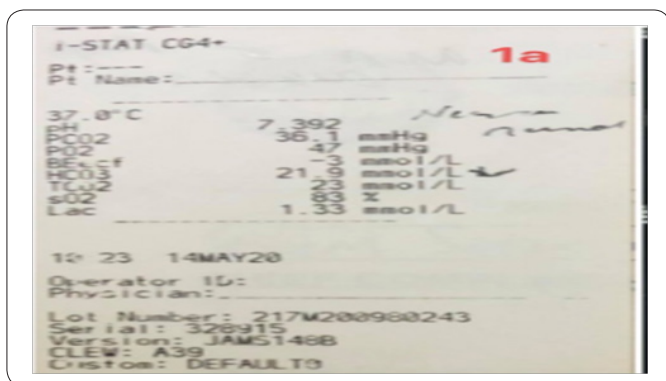 i-STAT CG4+
1a
Pt:---
Pt Name:
37.0°C
pH 7.392
PCO2 36.1 mmHg
PO2 47 mmHg
BEecf -3 mmol/L
HCO3 21.9 mmol/L
TCO2 23 mmol/L
sO2 83 %
Lac 1.33 mmol/L
23 14MAY20
Operator ID:
Physician:
Lot Number: 217M200980243
Serial: 328915
Version: JAMS148B
CLEW: A39
Custom: DEFAULT0